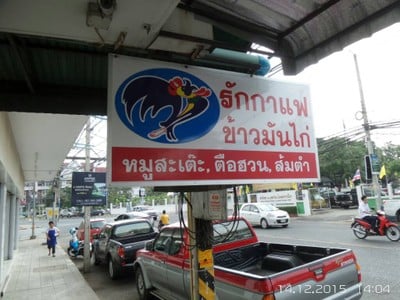 รักกาแฟ
ข้าวมันไก่
หมูสะเต๊ะ, ตือฮวน, ส้มตำ
14.12.2015 14:04